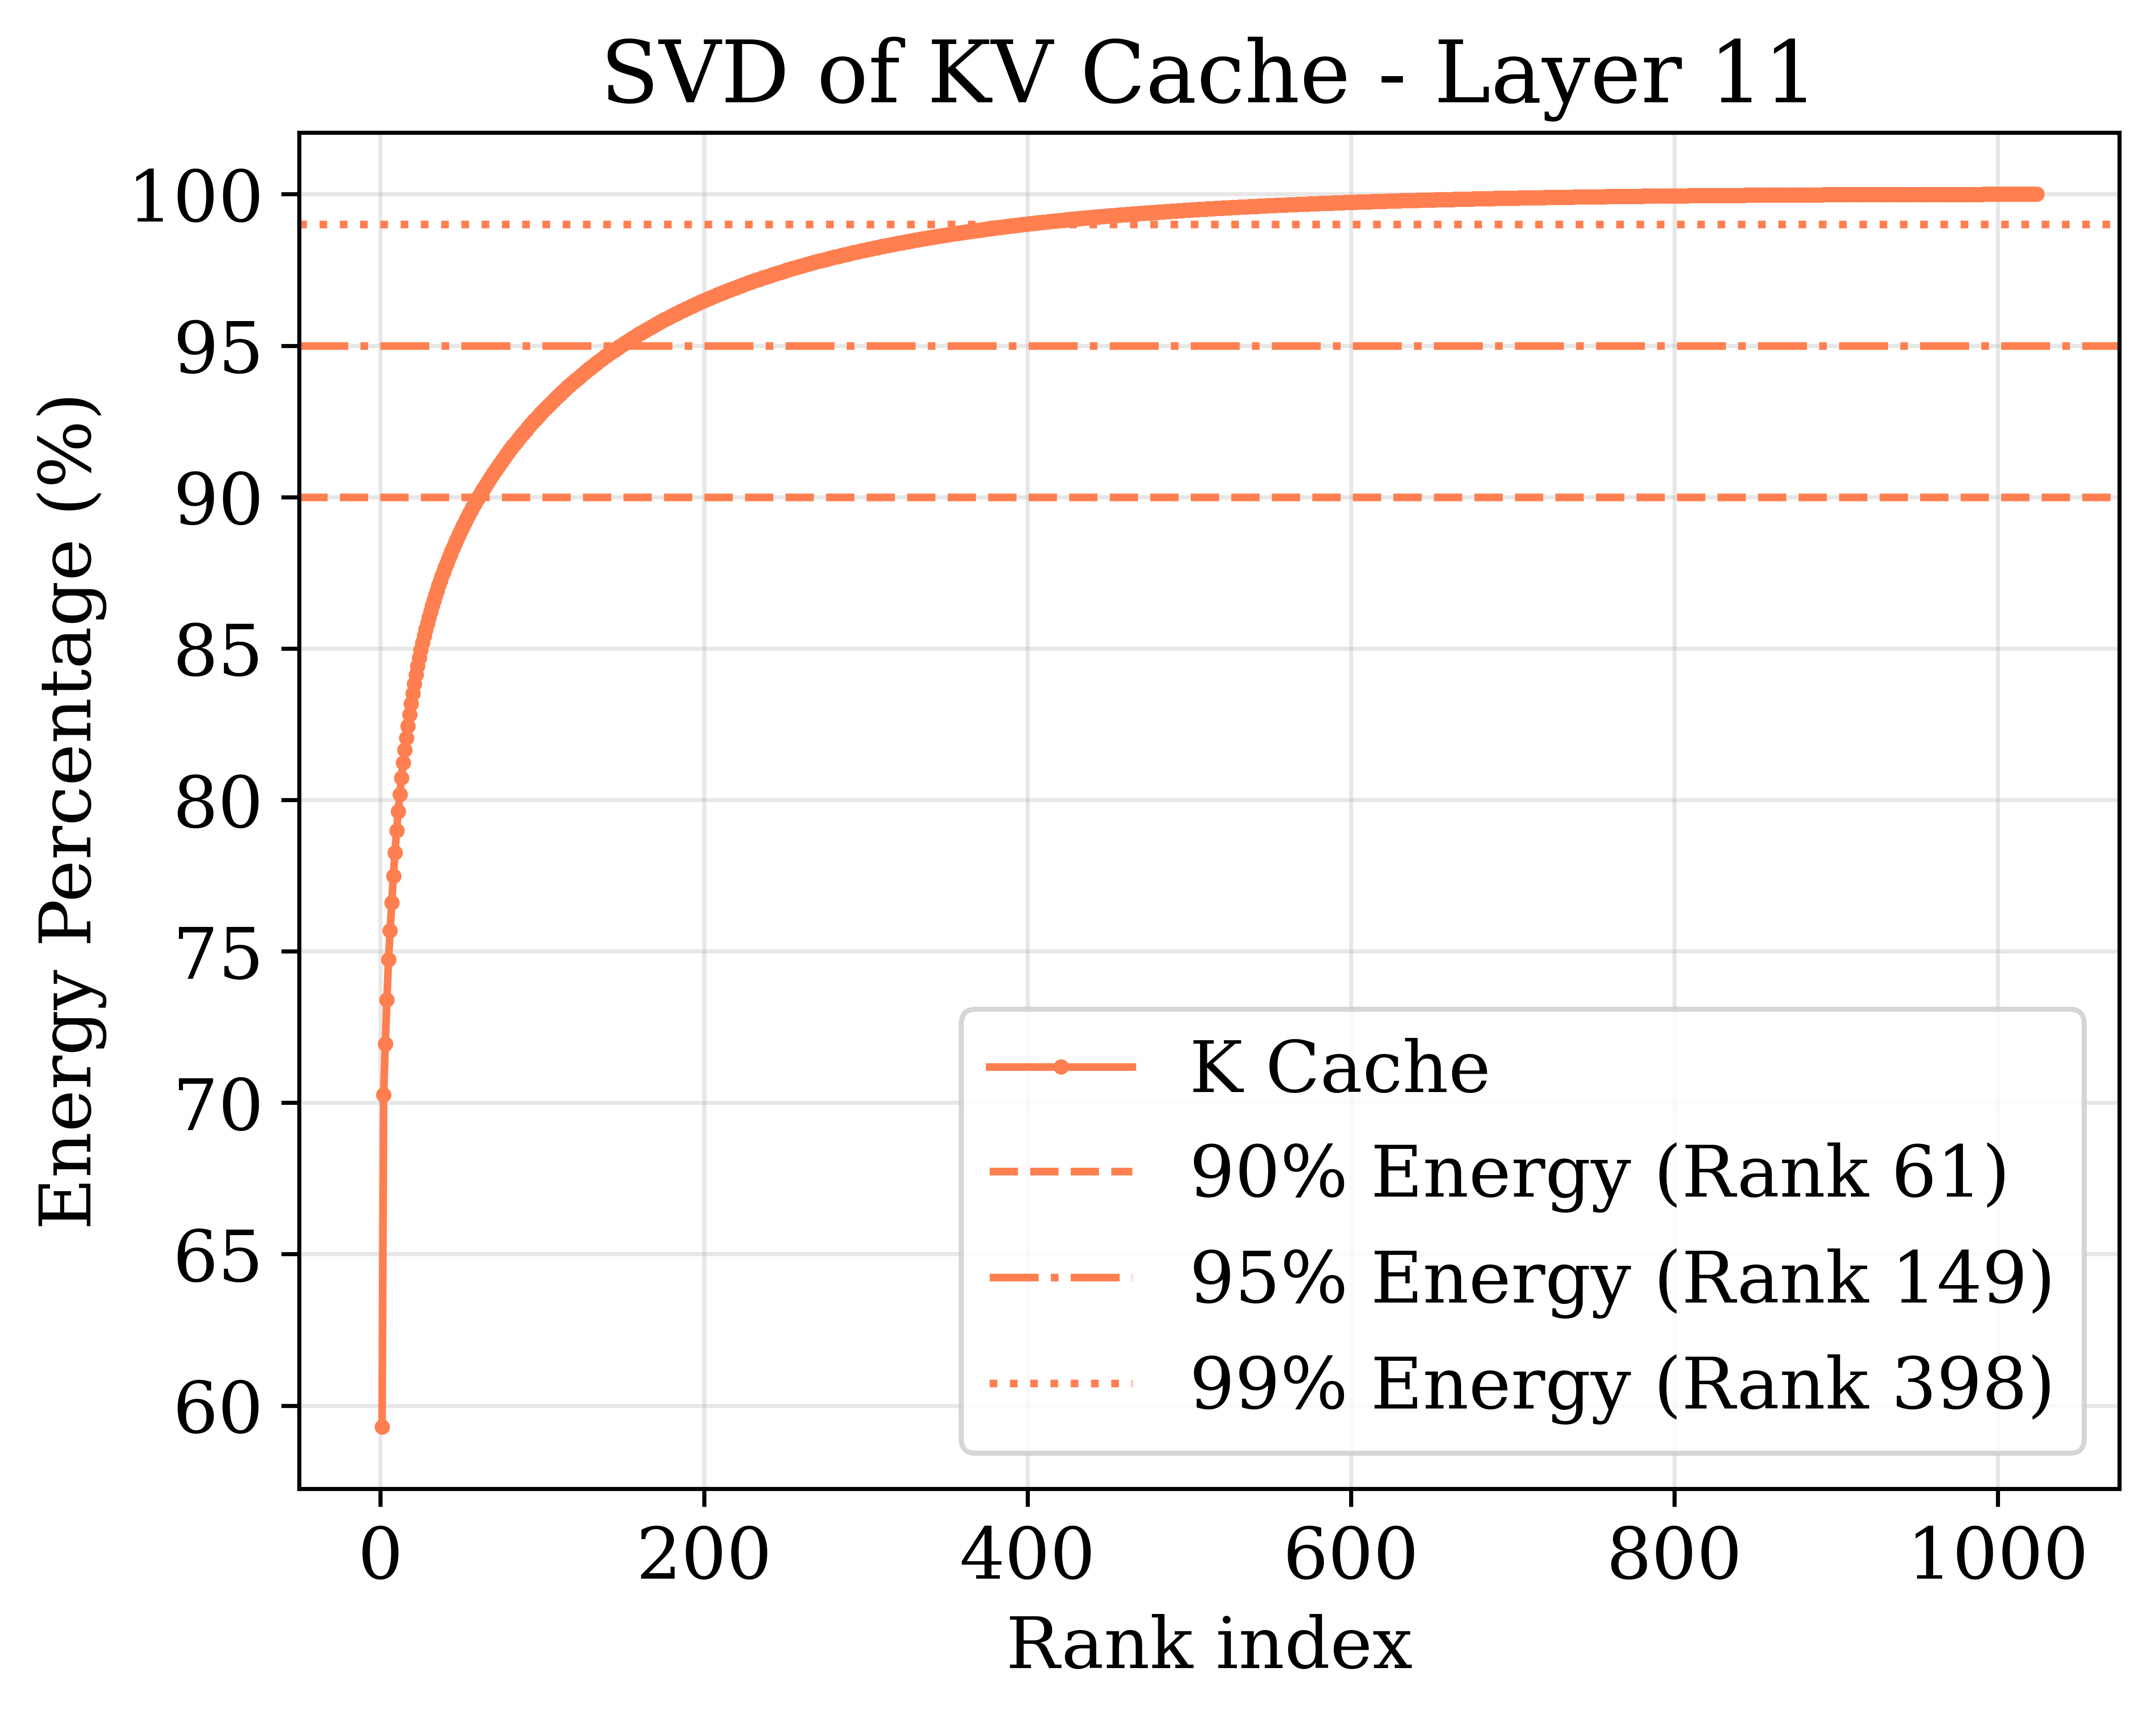 SVD of KV Cache - Layer 11
Energy Percentage (%)
100
95
90
85
80
75
70
65
60
K Cache
90% Energy (Rank 61)
95% Energy (Rank 149)
99% Energy (Rank 398)
0 200 400 600 800 1000
Rank index